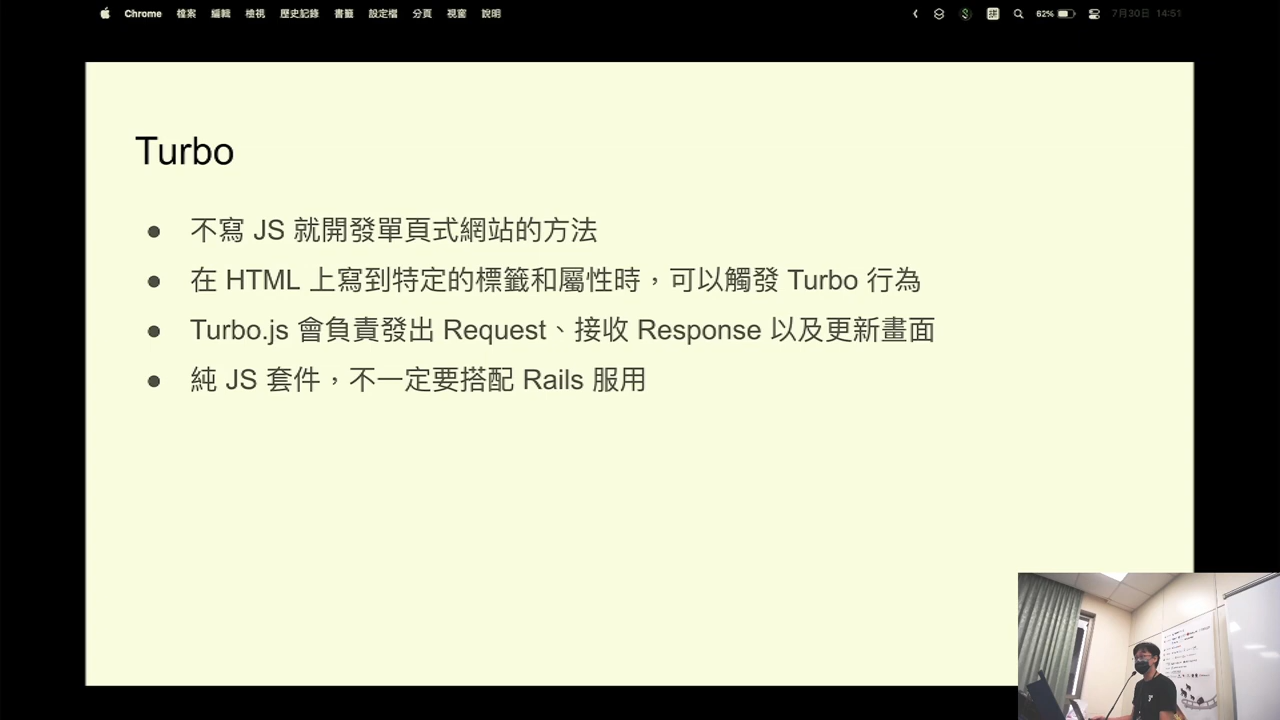 Chrome 檔案 編輯 檢視 歷史記錄 書籤 設定檔 分頁 視窗 說明 62% 7月30日 14:51
Turbo
● 不寫 JS 就開發單頁式網站的方法
● 在 HTML 上寫到特定的標籤和屬性時，可以觸發 Turbo 行為
● Turbo.js 會負責發出 Request、接收 Response 以及更新畫面
● 純 JS 套件，不一定要搭配 Rails 服用